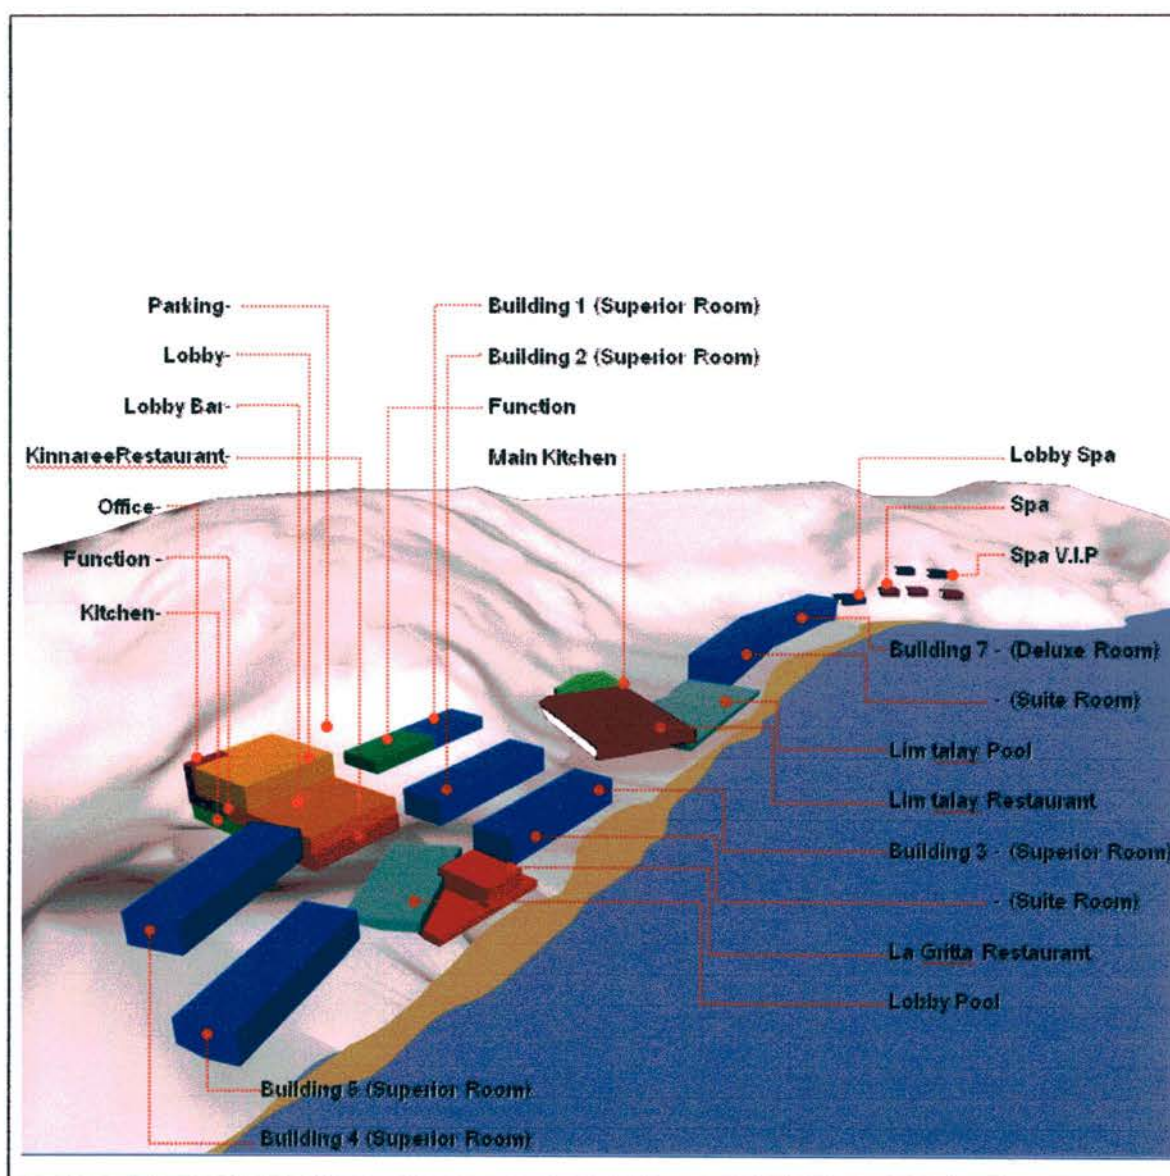 Parking-
Building 1 (Superior Room)
Lobby-
Building 2 (Superior Room)
Lobby Bar-
Function
KinnareeRestaurant-
Main Kitchen
Lobby Spa
Office-
Spa
Function -
Spa V.I.P
Kitchen-
Building 7 - (Deluxe Room)
- (Suite Room)
Lim talay Pool
Lim talay Restaurant
Building 3 - (Superior Room)
- (Suite Room)
La Gritta Restaurant
Lobby Pool
Building 5 (Superior Room)
Building 4 (Superior Room)